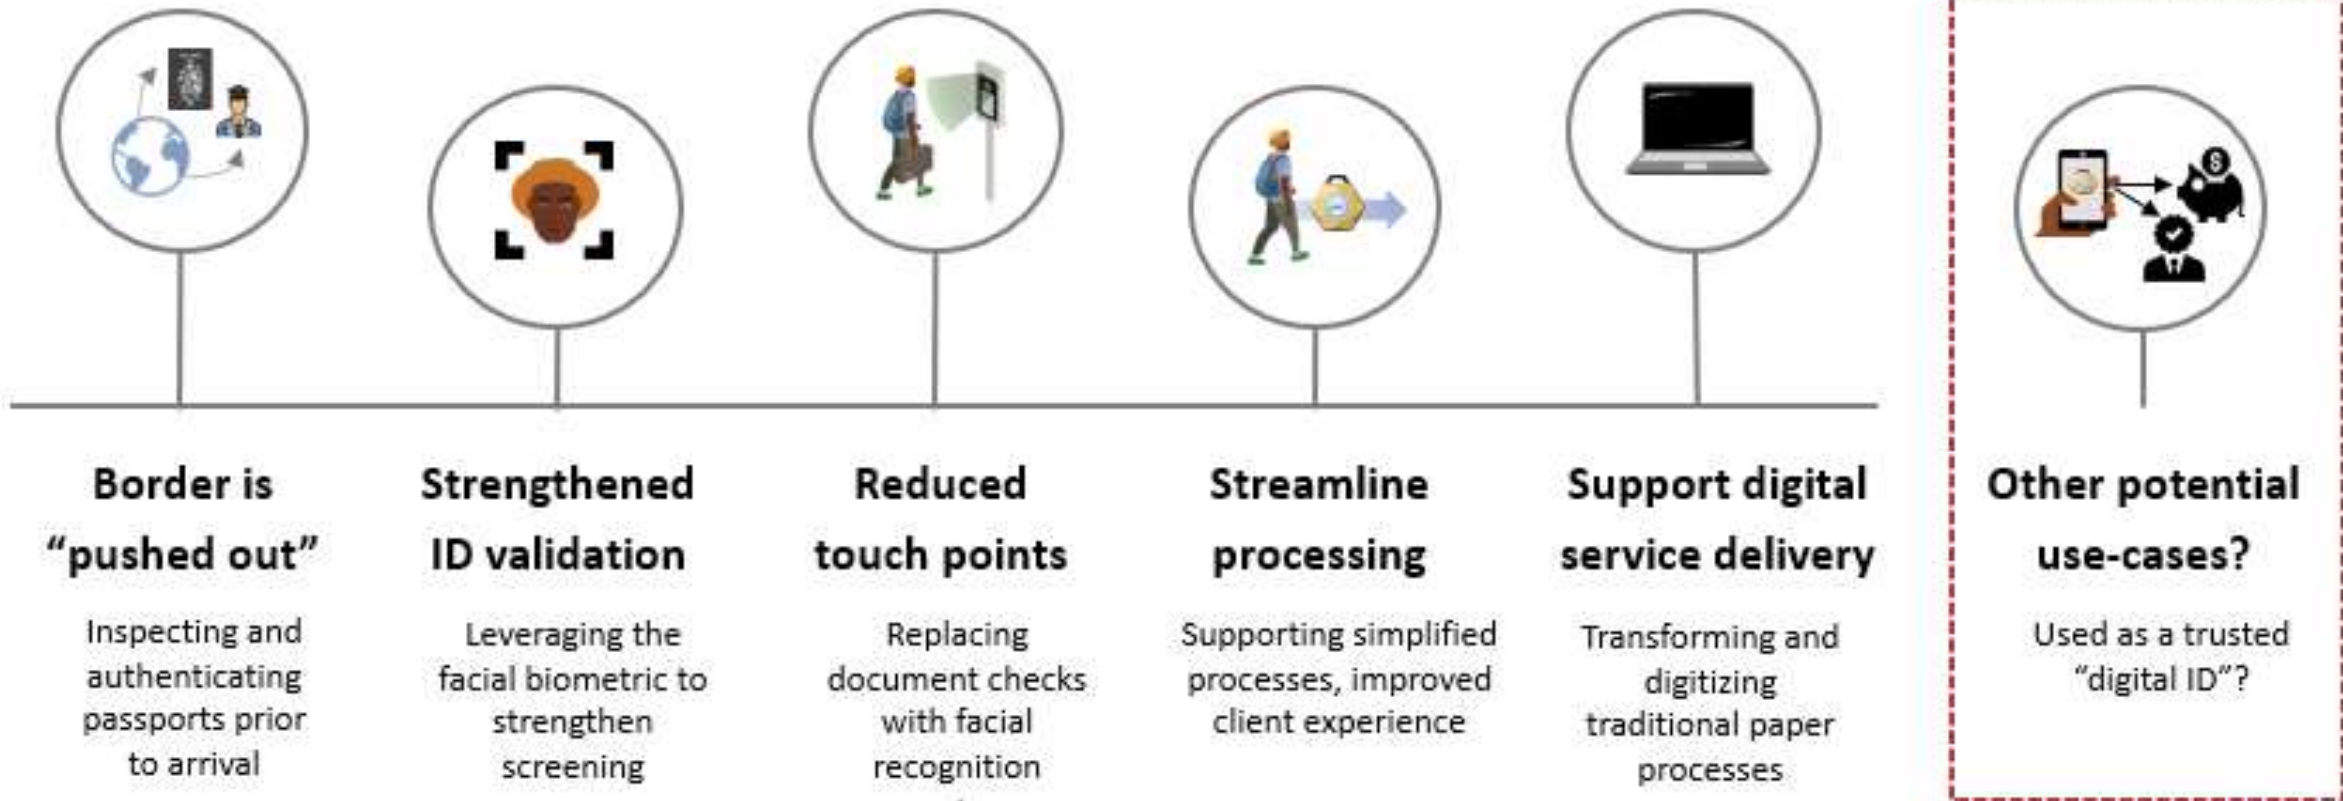 Border is
“pushed out”
Inspecting and
authenticating
passports prior
to arrival
Strengthened
ID validation
Leveraging the
facial biometric to
strengthen
screening
Reduced
touch points
Replacing
document checks
with facial
recognition
Streamline
processing
Supporting simplified
processes, improved
client experience
Support digital
service delivery
Transforming and
digitizing
traditional paper
processes
Other potential
use-cases?
Used as a trusted
“digital ID”?
$